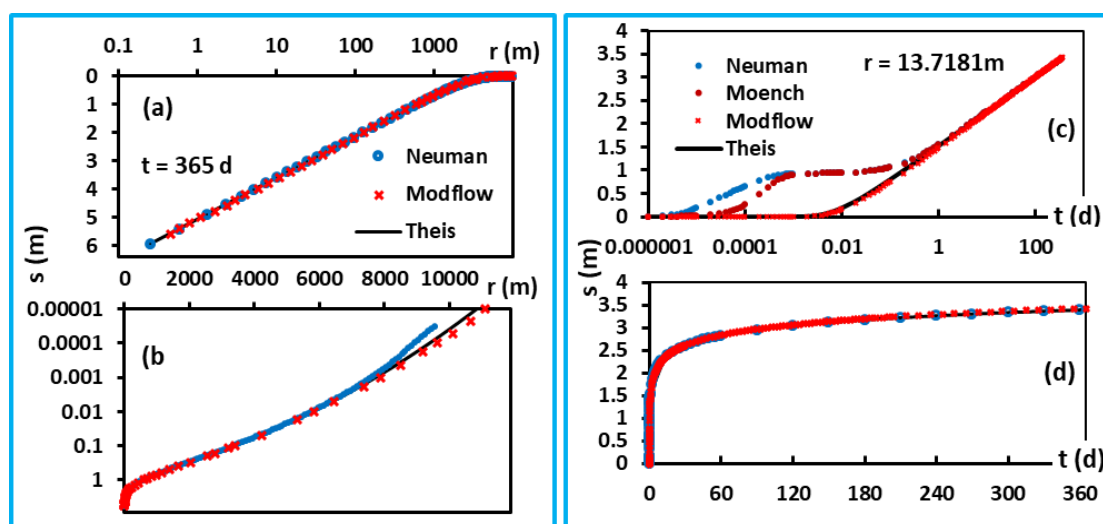 0.1 1 10 100 1000 r (m)
0
1
2
3
4
5
6
(a)
t = 365 d
Neuman
Modflow
Theis
s (m)
0 2000 4000 6000 8000 10000 r (m)
0.00001
0.0001
0.001
0.01
0.1
1
(b)
4
3.5
3
2.5
2
1.5
1
0.5
0
Neuman
Moench
Modflow
Theis
r = 13.7181m
(c)
t (d)
0.000001 0.0001 0.01 1 100
s (m)
4
3.5
3
2.5
2
1.5
1
0.5
0
(d)
t (d)
0 60 120 180 240 300 360